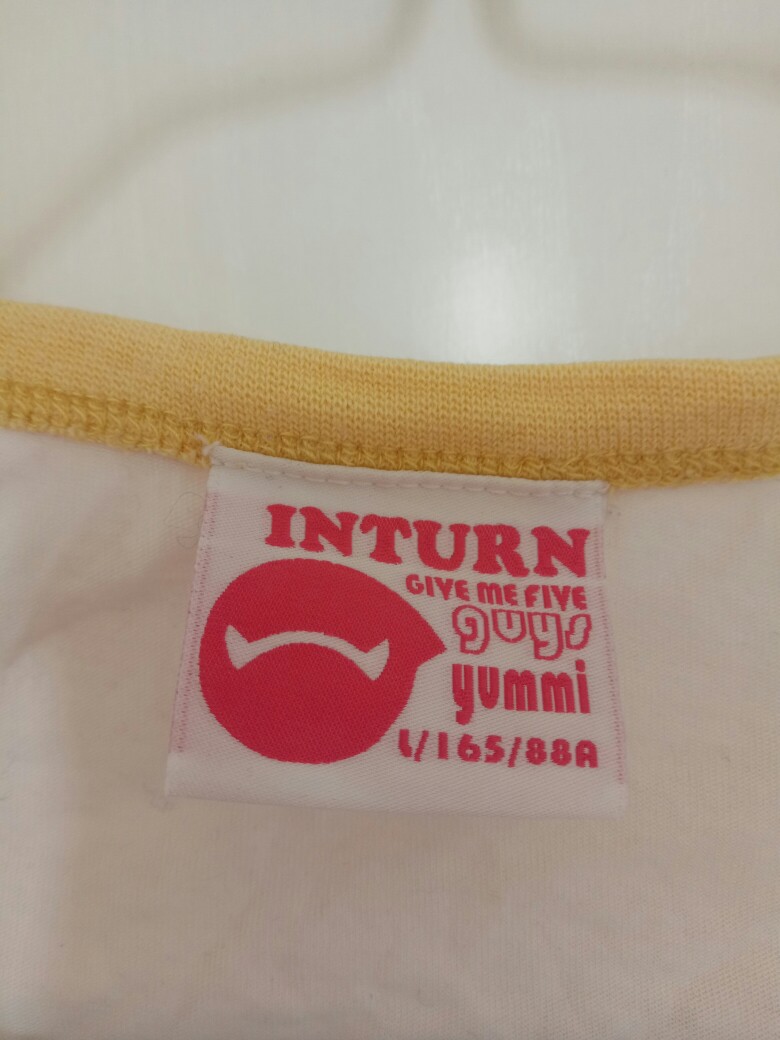 INTURN
GIVE ME FIVE
guys
yummi
L/165/88A